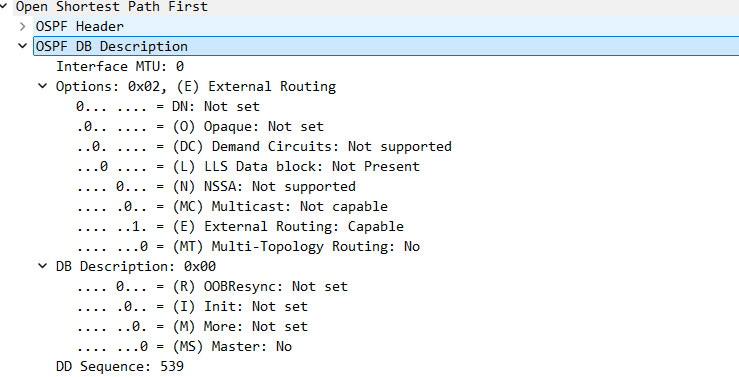 Open Shortest Path First
OSPF Header
OSPF DB Description
Interface MTU: 0
Options: 0x02, (E) External Routing
0... .... = DN: Not set
.0.. .... = (O) Opaque: Not set
..0. .... = (DC) Demand Circuits: Not supported
...0 .... = (L) LLS Data block: Not Present
.... 0... = (N) NSSA: Not supported
.... .0.. = (MC) Multicast: Not capable
.... ..1. = (E) External Routing: Capable
.... ...0 = (MT) Multi-Topology Routing: No
DB Description: 0x00
.... 0... = (R) OOBResync: Not set
.... .0.. = (I) Init: Not set
.... ..0. = (M) More: Not set
.... ...0 = (MS) Master: No
DD Sequence: 539